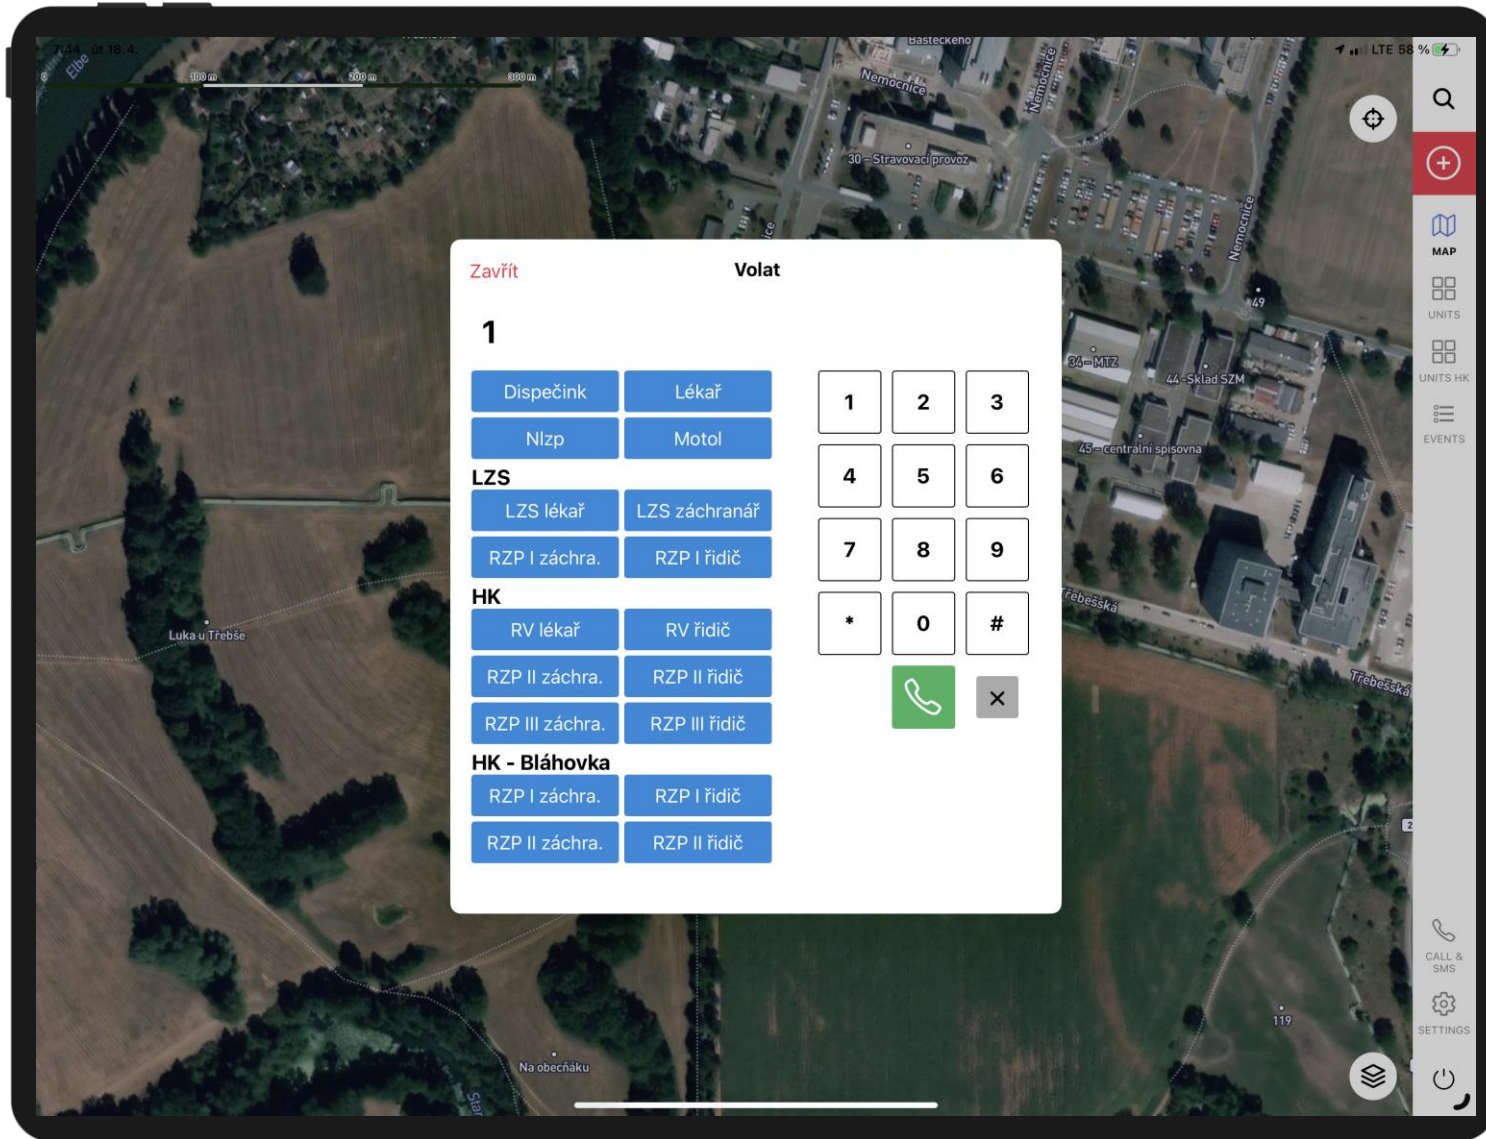 7:44 út 18. 4.
LTE 58 %
Elbe
0
100 m
200 m
300 m
Bašteckého
Nemocnice
Nemocnice
30 – Stravovací provoz
Nemocnice
49
34 – MTZ
44 -Sklad SZM
45 – centrální spisovna
Třebešská
Třebešská
Luka u Třebše
Na obecňáku
119
2
Zavřít
Volat
1
Dispečink
Lékař
Nlzp
Motol
LZS
LZS lékař
LZS záchranář
RZP I záchra.
RZP I řidič
HK
RV lékař
RV řidič
RZP II záchra.
RZP II řidič
RZP III záchra.
RZP III řidič
HK - Bláhovka
RZP I záchra.
RZP I řidič
RZP II záchra.
RZP II řidič
1 2 3
4 5 6
7 8 9
* 0 #
MAP
UNITS
UNITS HK
EVENTS
CALL &
SMS
SETTINGS